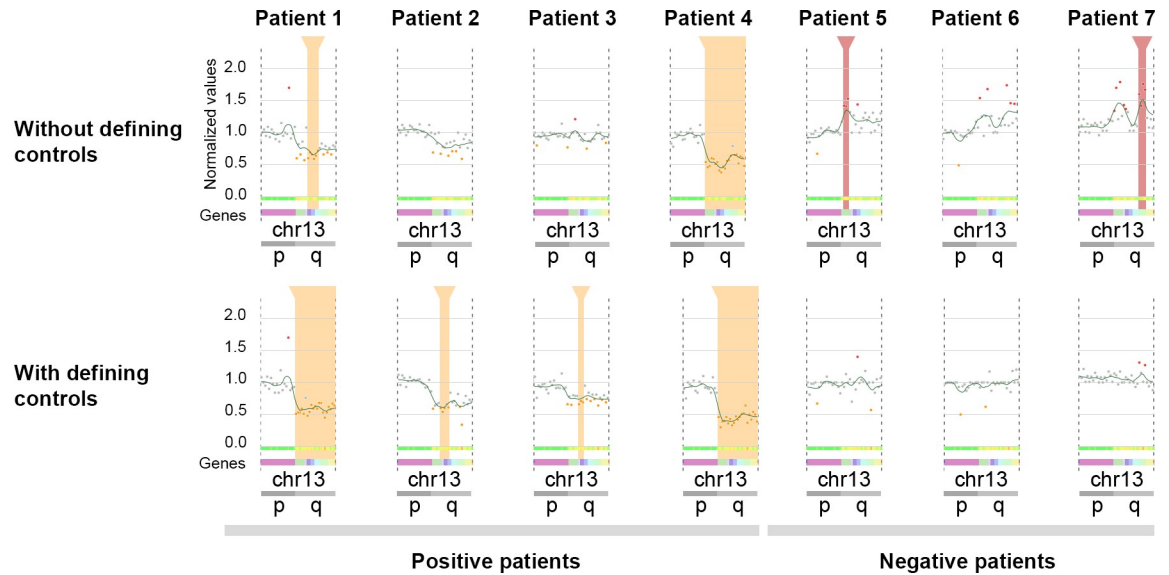 Patient 1 Patient 2 Patient 3 Patient 4 Patient 5 Patient 6 Patient 7
Without defining
controls
Normalized values
2.0
1.5
1.0
0.5
0.0
Genes
chr13 chr13 chr13 chr13 chr13 chr13 chr13
p q p q p q p q p q p q p q
With defining
controls
2.0
1.5
1.0
0.5
0.0
Genes
chr13 chr13 chr13 chr13 chr13 chr13 chr13
p q p q p q p q p q p q p q
Positive patients Negative patients